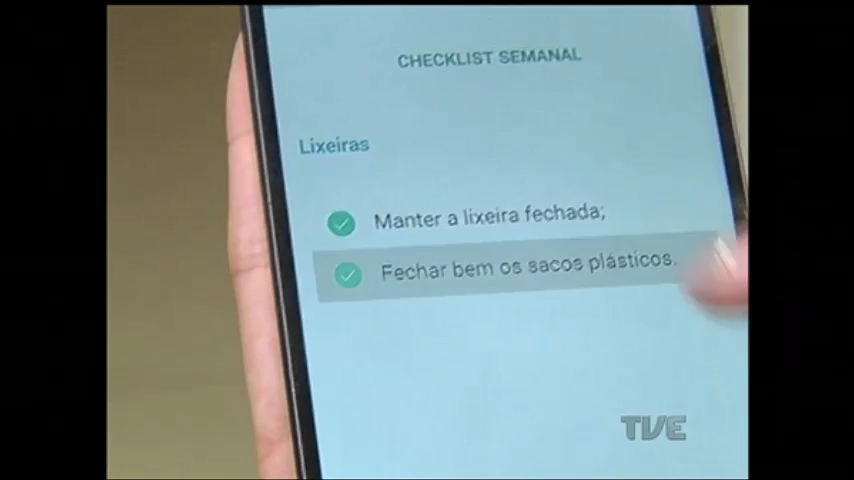 CHECKLIST SEMANAL
Lixeiras
Manter a lixeira fechada;
Fechar bem os sacos plásticos.
TVE